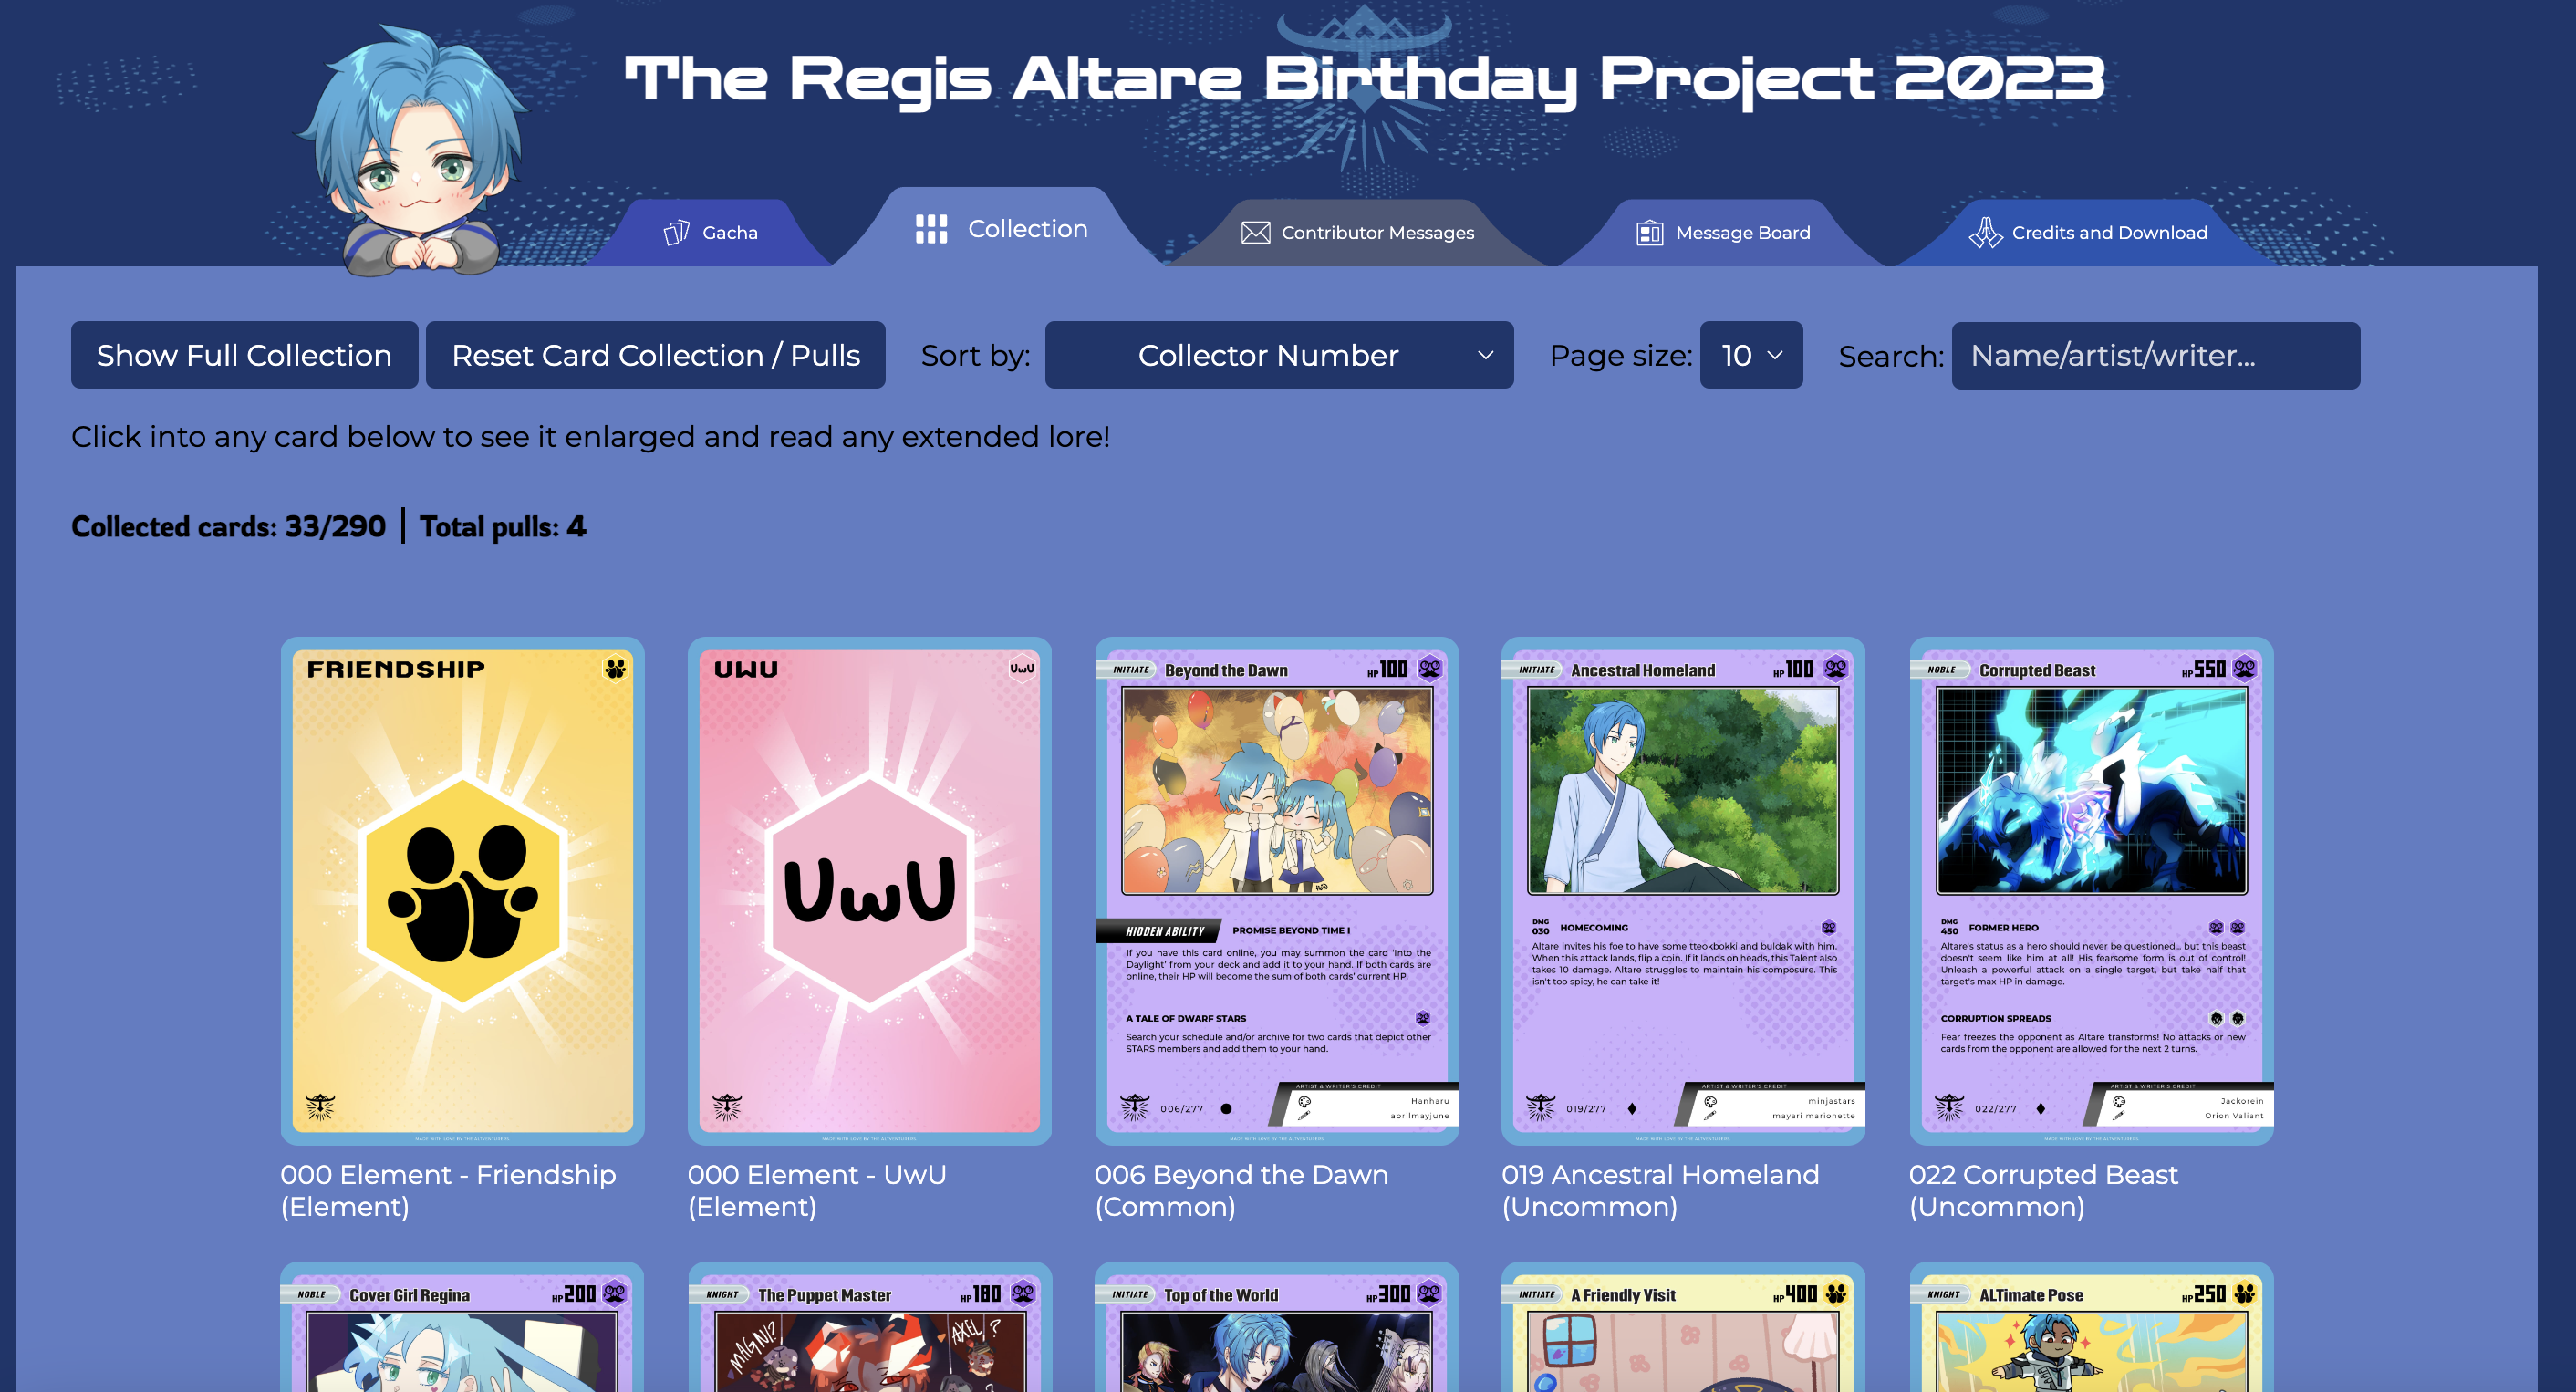 The Regis Altare Birthday Project 2023
Gacha
Collection
Contributor Messages
Message Board
Credits and Download
Show Full Collection
Reset Card Collection / Pulls
Sort by:
Collector Number
Page size:
10
Search:
Name/artist/writer...
Click into any card below to see it enlarged and read any extended lore!
Collected cards: 33/290 | Total pulls: 4
FRIENDSHIP
000 Element - Friendship
(Element)
UWU
UwU
UwU
000 Element - UwU
(Element)
INITIATE
Beyond the Dawn
HP 100
HIDDEN ABILITY
PROMISE BEYOND TIME I
If you have this card online, you may summon the card 'Into the
Daylight' from your deck and add it to your hand. If both cards are
online, their HP will become the sum of both cards' current HP.
A TALE OF DWARF STARS
Search your schedule and/or archive for two cards that depict other
STARS members and add them to your hand.
006/277
ARTIST & WRITER'S CREDIT
Hanharu
aprilmayjune
006 Beyond the Dawn
(Common)
INITIATE
Ancestral Homeland
HP 100
DMG
030
HOMECOMING
Altare invites his foe to have some tteokbokki and buldak with him.
When this attack lands, flip a coin. If it lands on heads, this Talent also
takes 10 damage. Altare struggles to maintain his composure. This
isn't too spicy, he can take it!
019/277
ARTIST & WRITER'S CREDIT
minjastars
mayari marionette
019 Ancestral Homeland
(Uncommon)
NOBLE
Corrupted Beast
HP 550
DMG
450
FORMER HERO
Altare's status as a hero should never be questioned... but this beast
doesn't seem like him at all! His fearsome form is out of control!
Unleash a powerful attack on a single target, but take half that
target's max HP in damage.
CORRUPTION SPREADS
Fear freezes the opponent as Altare transforms! No attacks or new
cards from the opponent are allowed for the next 2 turns.
022/277
ARTIST & WRITER'S CREDIT
Jackorein
Orion Valiant
022 Corrupted Beast
(Uncommon)
NOBLE
Cover Girl Regina
HP 200
KNIGHT
The Puppet Master
HP 180
MAGNI?
AXEL?
INITIATE
Top of the World
HP 300
INITIATE
A Friendly Visit
HP 400
KNIGHT
ALTimate Pose
HP 250